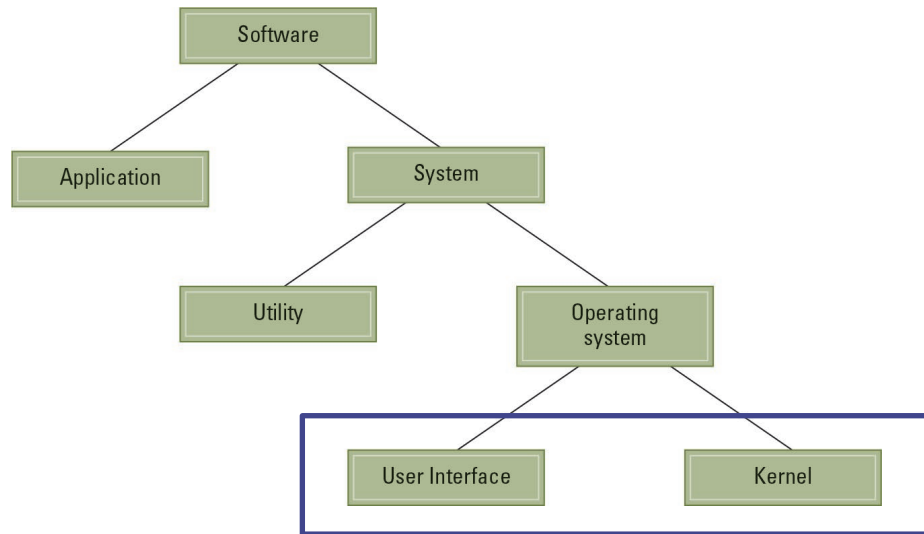 Software
Application
System
Utility
Operating
system
User Interface
Kernel